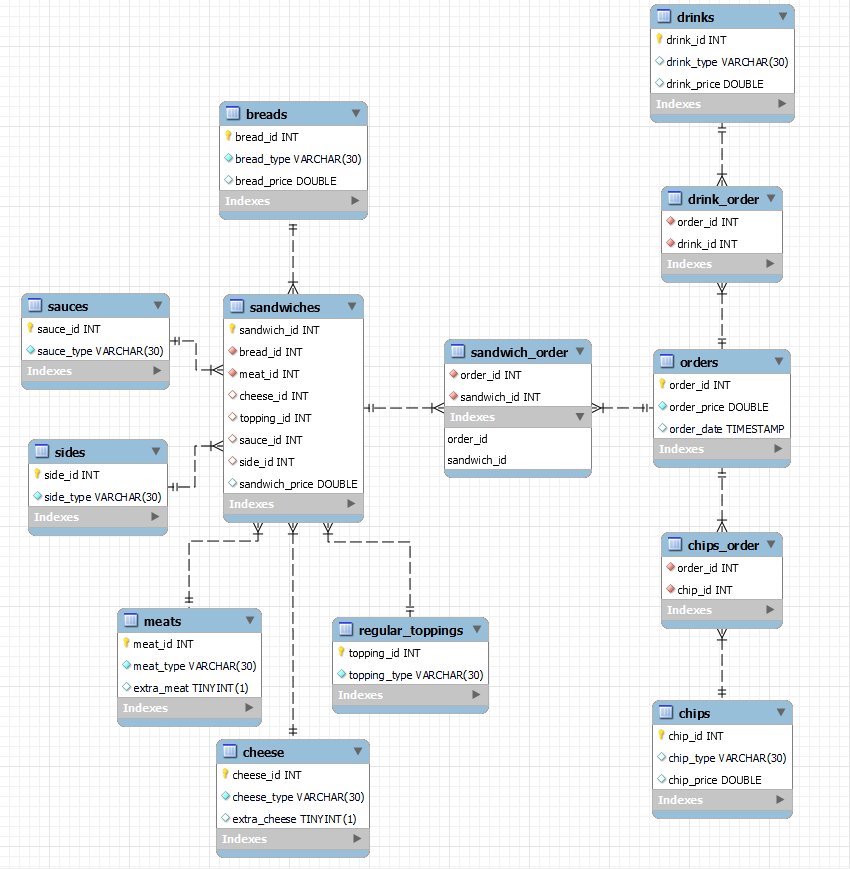 drinks
drink_id INT
drink_type VARCHAR(30)
drink_price DOUBLE
Indexes
breads
bread_id INT
bread_type VARCHAR(30)
bread_price DOUBLE
Indexes
drink_order
order_id INT
drink_id INT
Indexes
sauces
sauce_id INT
sauce_type VARCHAR(30)
Indexes
sandwiches
sandwich_id INT
bread_id INT
meat_id INT
cheese_id INT
topping_id INT
sauce_id INT
side_id INT
sandwich_price DOUBLE
Indexes
sandwich_order
order_id INT
sandwich_id INT
Indexes
order_id
sandwich_id
orders
order_id INT
order_price DOUBLE
order_date TIMESTAMP
Indexes
sides
side_id INT
side_type VARCHAR(30)
Indexes
chips_order
order_id INT
chip_id INT
Indexes
meats
meat_id INT
meat_type VARCHAR(30)
extra_meat TINYINT(1)
Indexes
regular_toppings
topping_id INT
topping_type VARCHAR(30)
Indexes
cheese
cheese_id INT
cheese_type VARCHAR(30)
extra_cheese TINYINT(1)
Indexes
chips
chip_id INT
chip_type VARCHAR(30)
chip_price DOUBLE
Indexes